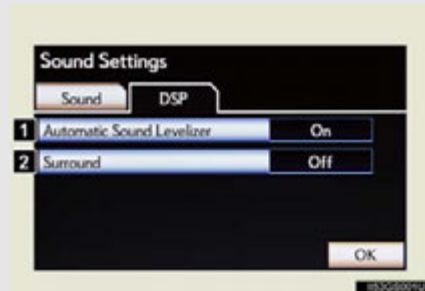 Sound Settings
Sound DSP
1 Automatic Sound Levelizer On
2 Surround Off
OK